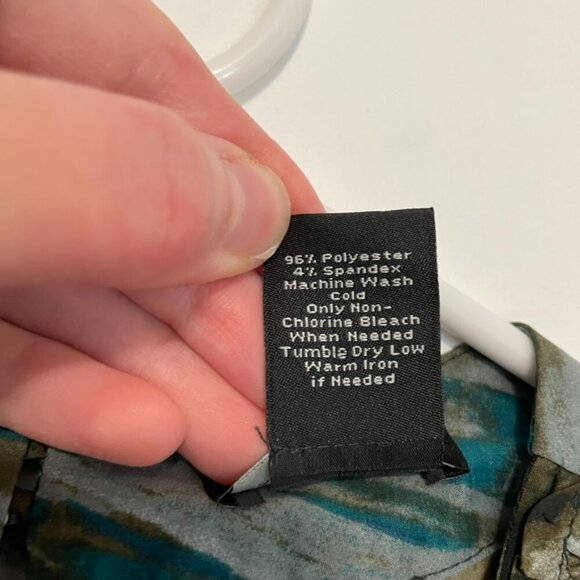 96% Polyester
4% Spandex
Machine Wash
Cold
Only Non-
Chlorine Bleach
When Needed
Tumble Dry Low
Warm Iron
if Needed